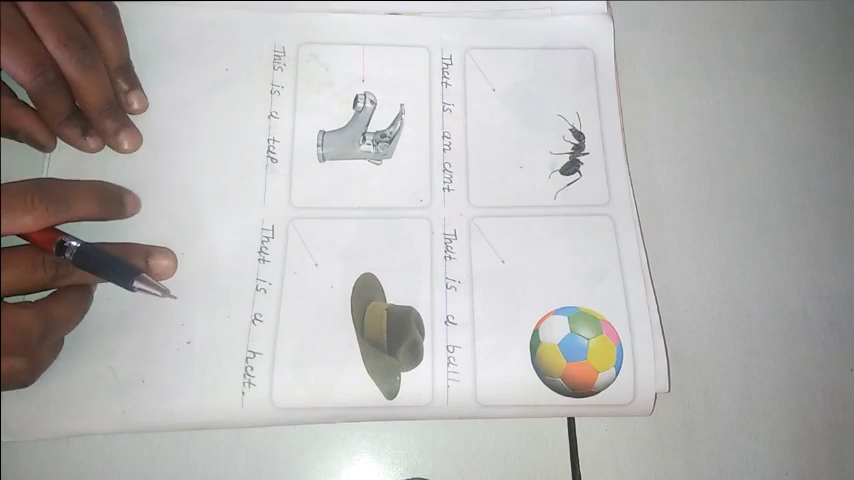 That is an ant
That is a ball.
This is a tap
That is a hat.